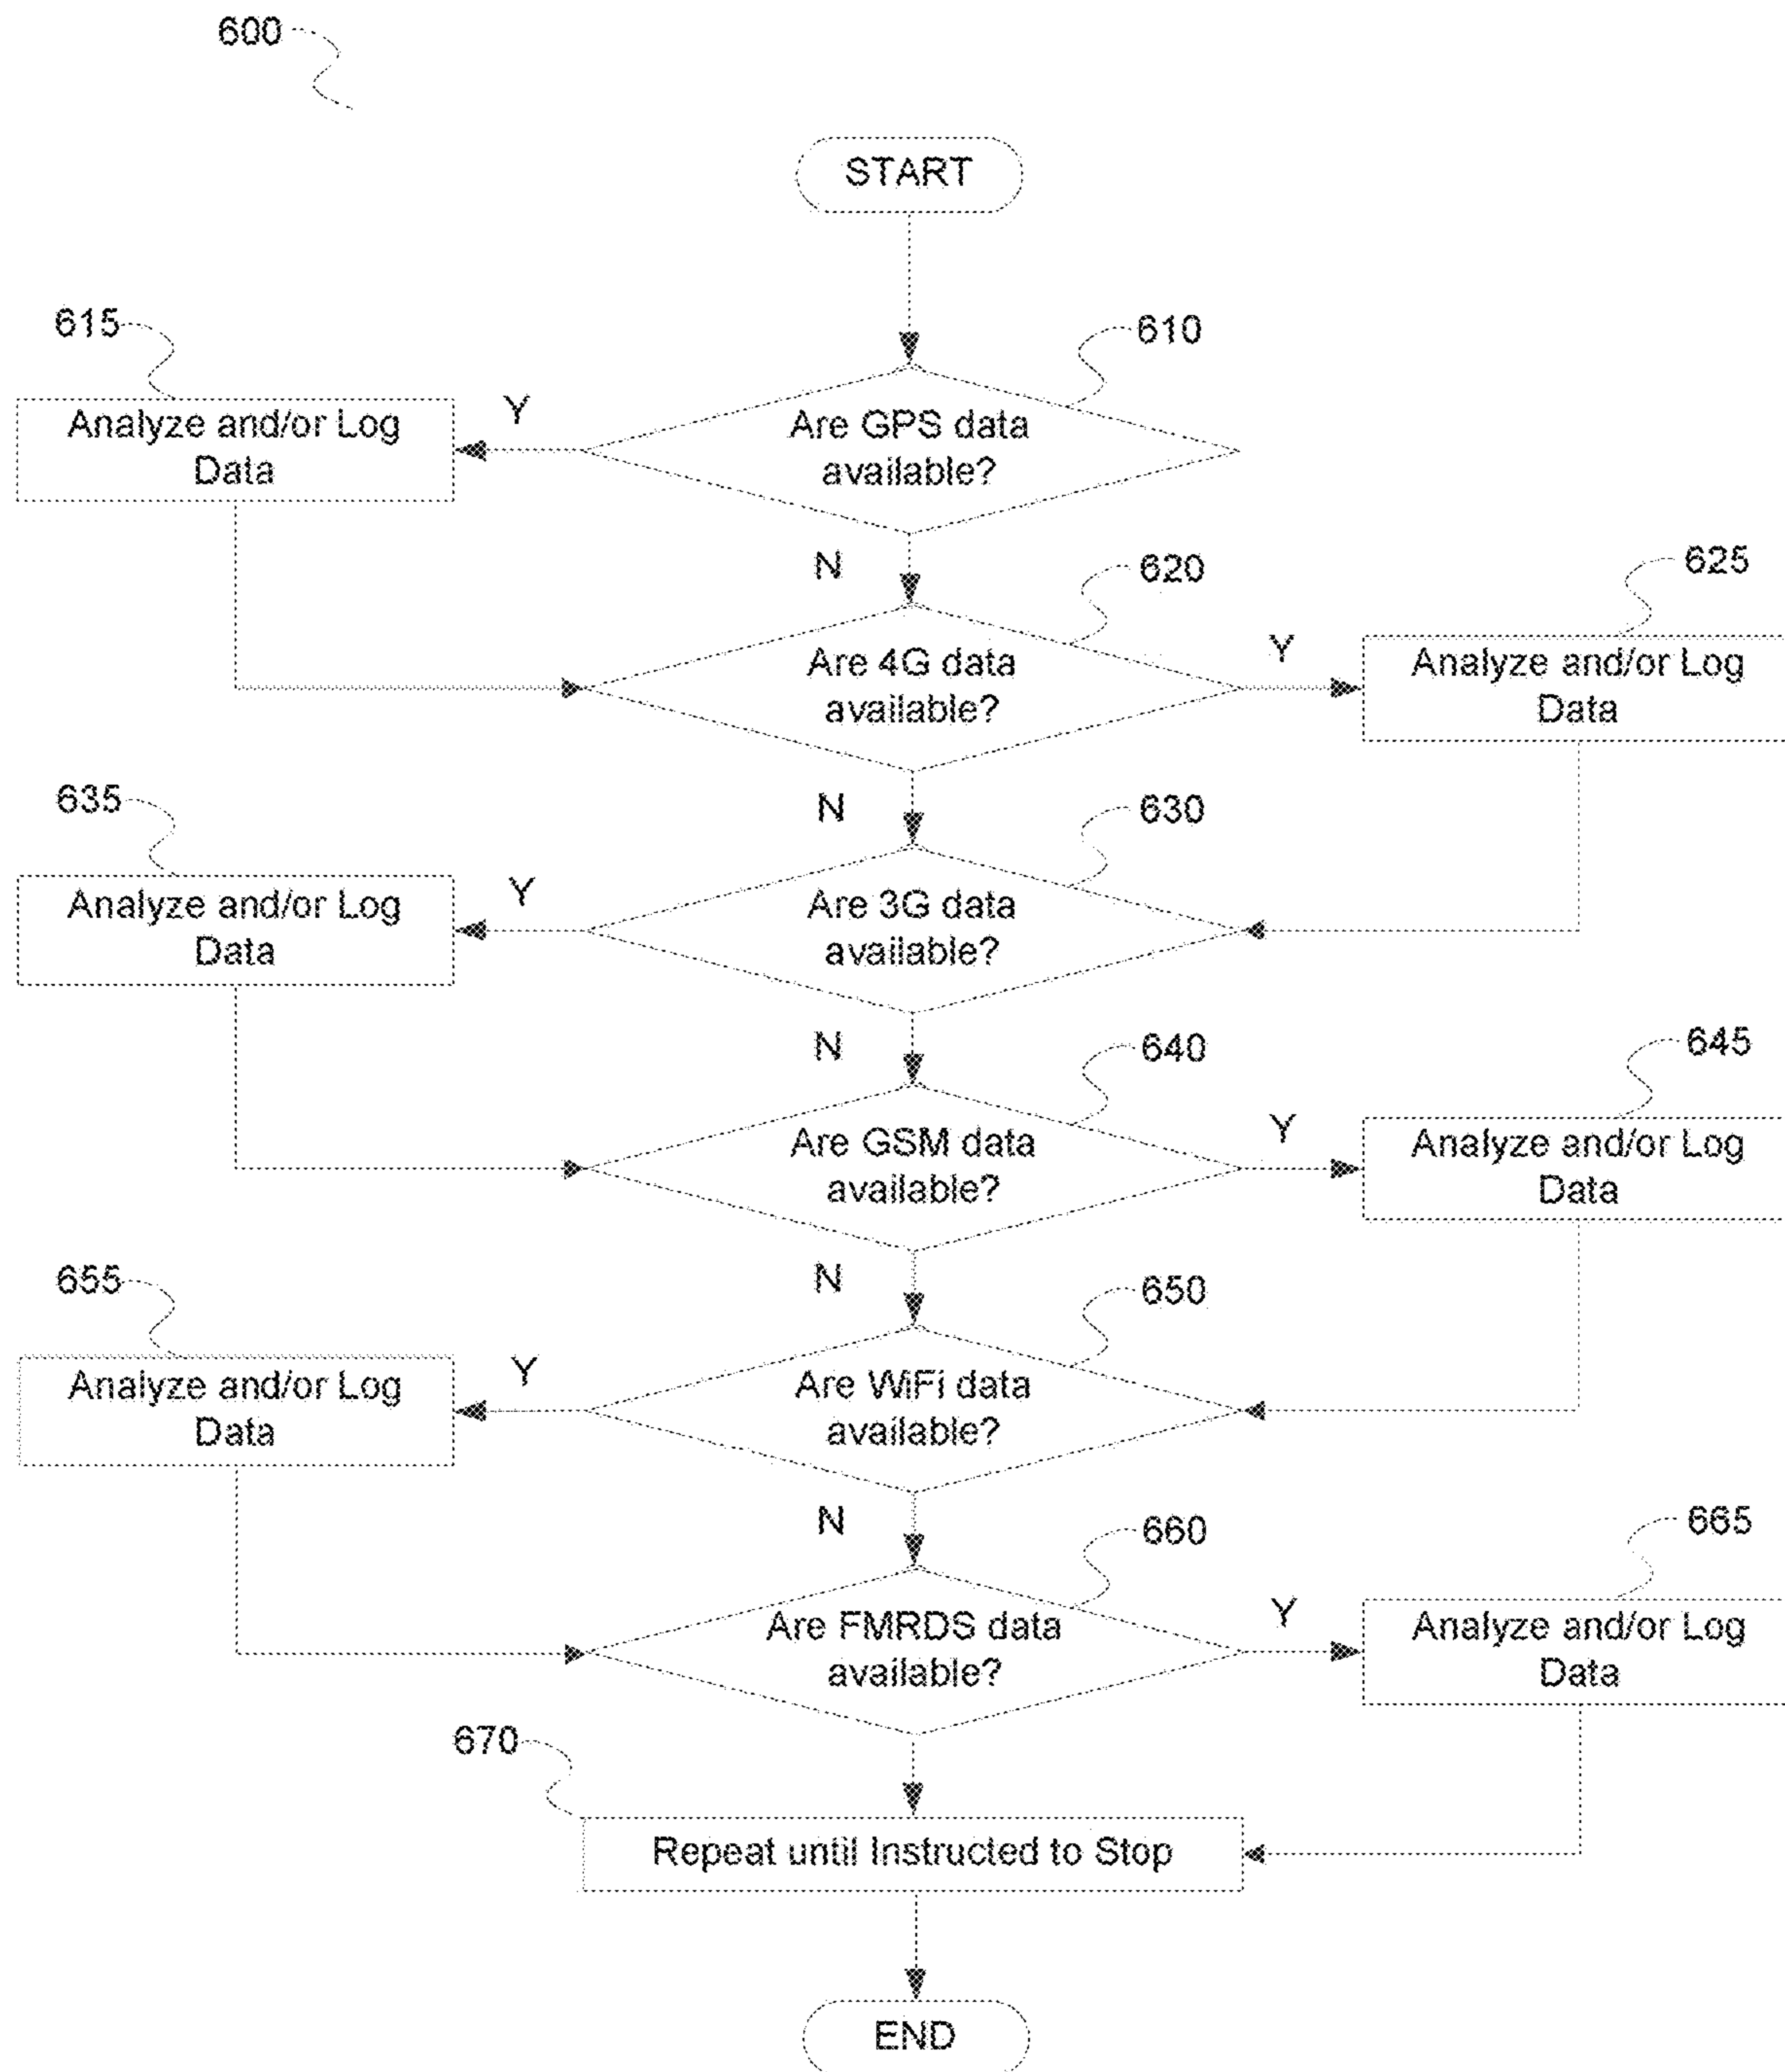 600
START
615
610
Analyze and/or Log
Data
Y
Are GPS data
available?
N
620
625
Are 4G data
available?
Y
Analyze and/or Log
Data
635
N
630
Analyze and/or Log
Data
Y
Are 3G data
available?
N
640
645
Are GSM data
available?
Y
Analyze and/or Log
Data
655
N
650
Analyze and/or Log
Data
Y
Are WiFi data
available?
N
660
665
Are FMRDS data
available?
Y
Analyze and/or Log
Data
670
Repeat until Instructed to Stop
END